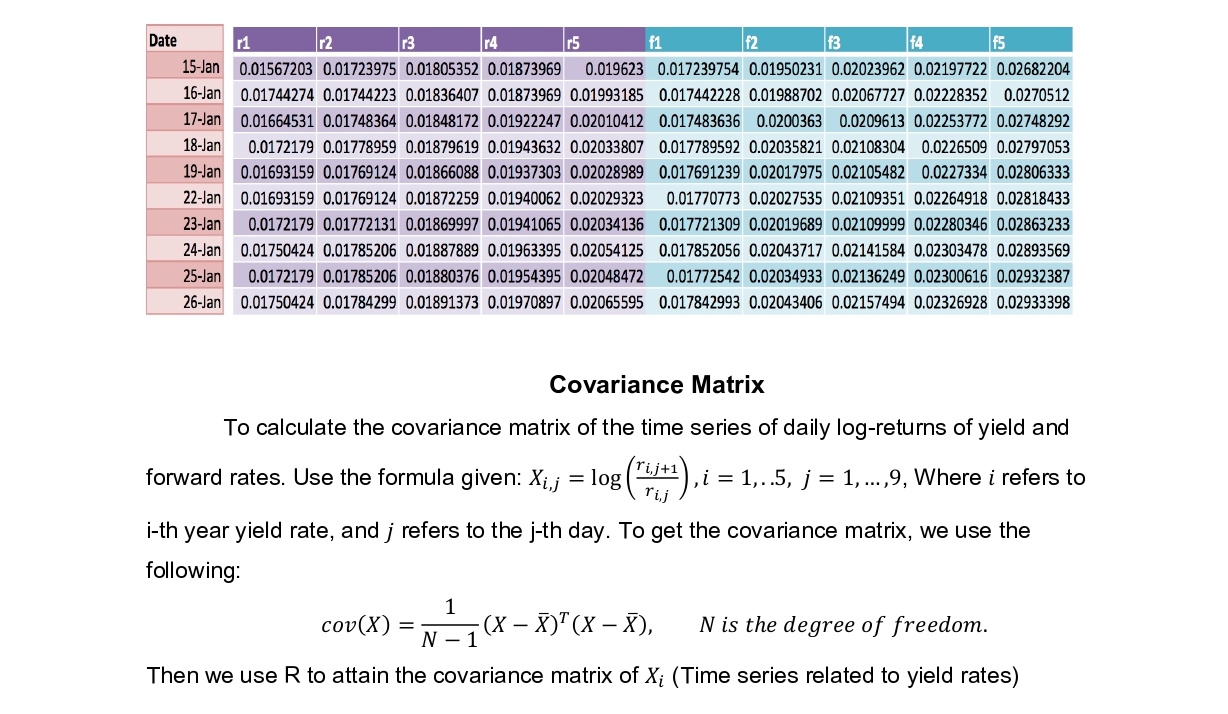 Date r1 r2 r3 r4 r5 f1 f2 f3 f4 f5
15-Jan 0.01567203 0.01723975 0.01805352 0.01873969 0.019623 0.017239754 0.01950231 0.02023962 0.02197722 0.02682204
16-Jan 0.01744274 0.01744223 0.01836407 0.01873969 0.01993185 0.017442228 0.01988702 0.02067727 0.02228352 0.0270512
17-Jan 0.01664531 0.01748364 0.01848172 0.01922247 0.02010412 0.017483636 0.0200363 0.0209613 0.02253772 0.02748292
18-Jan 0.0172179 0.01778959 0.01879619 0.01943632 0.02033807 0.017789592 0.02035821 0.02108304 0.0226509 0.02797053
19-Jan 0.01693159 0.01769124 0.01866088 0.01937303 0.02028989 0.017691239 0.02017975 0.02105482 0.0227334 0.02806333
22-Jan 0.01693159 0.01769124 0.01872259 0.01940062 0.02029323 0.01770773 0.02027535 0.02109351 0.02264918 0.02818433
23-Jan 0.0172179 0.01772131 0.01869997 0.01941065 0.02034136 0.017721309 0.02019689 0.02109999 0.02280346 0.02863233
24-Jan 0.01750424 0.01785206 0.01887889 0.01963395 0.02054125 0.017852056 0.02043717 0.02141584 0.02303478 0.02893569
25-Jan 0.0172179 0.01785206 0.01880376 0.01954395 0.02048472 0.01772542 0.02034933 0.02136249 0.02300616 0.02932387
26-Jan 0.01750424 0.01784299 0.01891373 0.01970897 0.02065595 0.017842993 0.02043406 0.02157494 0.02326928 0.02933398
Covariance Matrix
To calculate the covariance matrix of the time series of daily log-returns of yield and
forward rates. Use the formula given: X_{i,j} = log(r_{i,j+1}/r_{i,j}), i = 1,..5, j = 1, …,9, Where i refers to
i-th year yield rate, and j refers to the j-th day. To get the covariance matrix, we use the
following:
cov(X) = 1/(N − 1) (X − X̄)^T (X − X̄), N is the degree of freedom.
Then we use R to attain the covariance matrix of X_i (Time series related to yield rates)